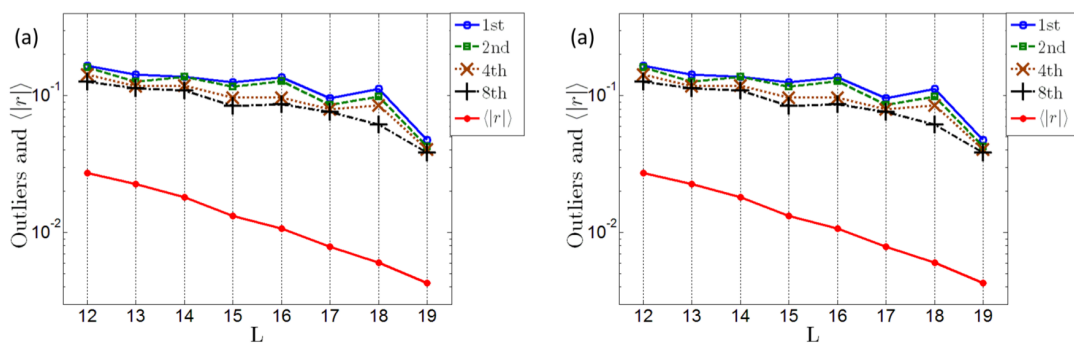 (a)
Outliers and ⟨|r|⟩
10⁻¹
10⁻²
12 13 14 15 16 17 18 19
L
1st
2nd
4th
8th
⟨|r|⟩
(a)
Outliers and ⟨|r|⟩
10⁻¹
10⁻²
12 13 14 15 16 17 18 19
L
1st
2nd
4th
8th
⟨|r|⟩